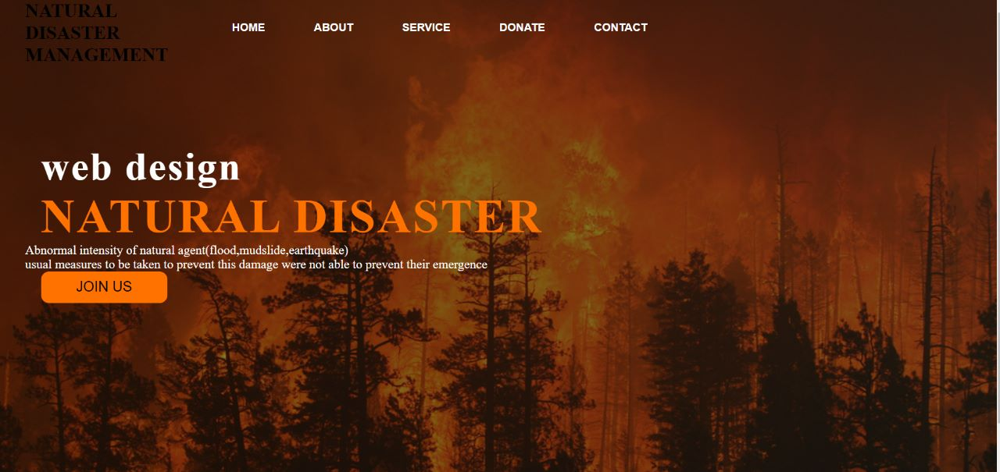 NATURAL
DISASTER
MANAGEMENT
HOME ABOUT SERVICE DONATE CONTACT
web design
NATURAL DISASTER
Abnormal intensity of natural agent(flood,mudslide,earthquake)
usual measures to be taken to prevent this damage were not able to prevent their emergence
JOIN US